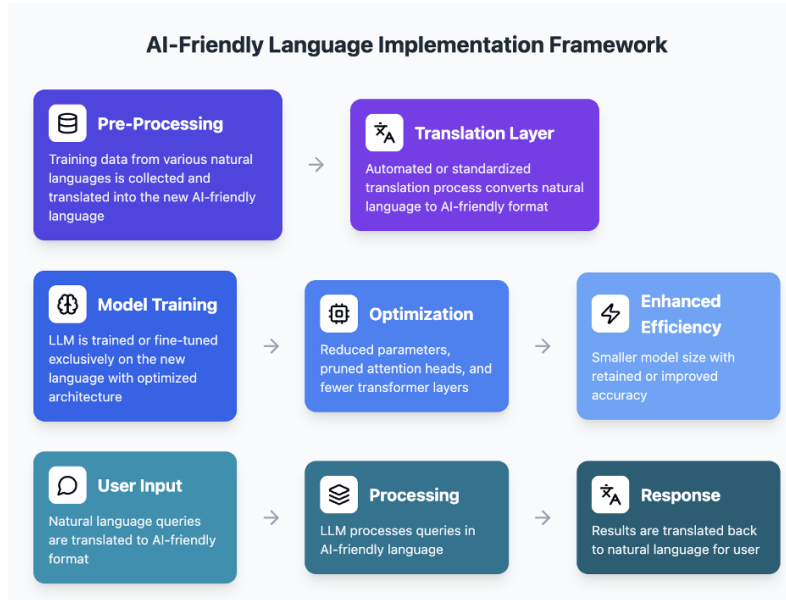 AI-Friendly Language Implementation Framework
Pre-Processing
Training data from various natural
languages is collected and
translated into the new AI-friendly
language
Translation Layer
Automated or standardized
translation process converts natural
language to AI-friendly format
Model Training
LLM is trained or fine-tuned
exclusively on the new
language with optimized
architecture
Optimization
Reduced parameters,
pruned attention heads, and
fewer transformer layers
Enhanced
Efficiency
Smaller model size with
retained or improved
accuracy
User Input
Natural language queries
are translated to AI-friendly
format
Processing
LLM processes queries in
AI-friendly language
Response
Results are translated back
to natural language for user